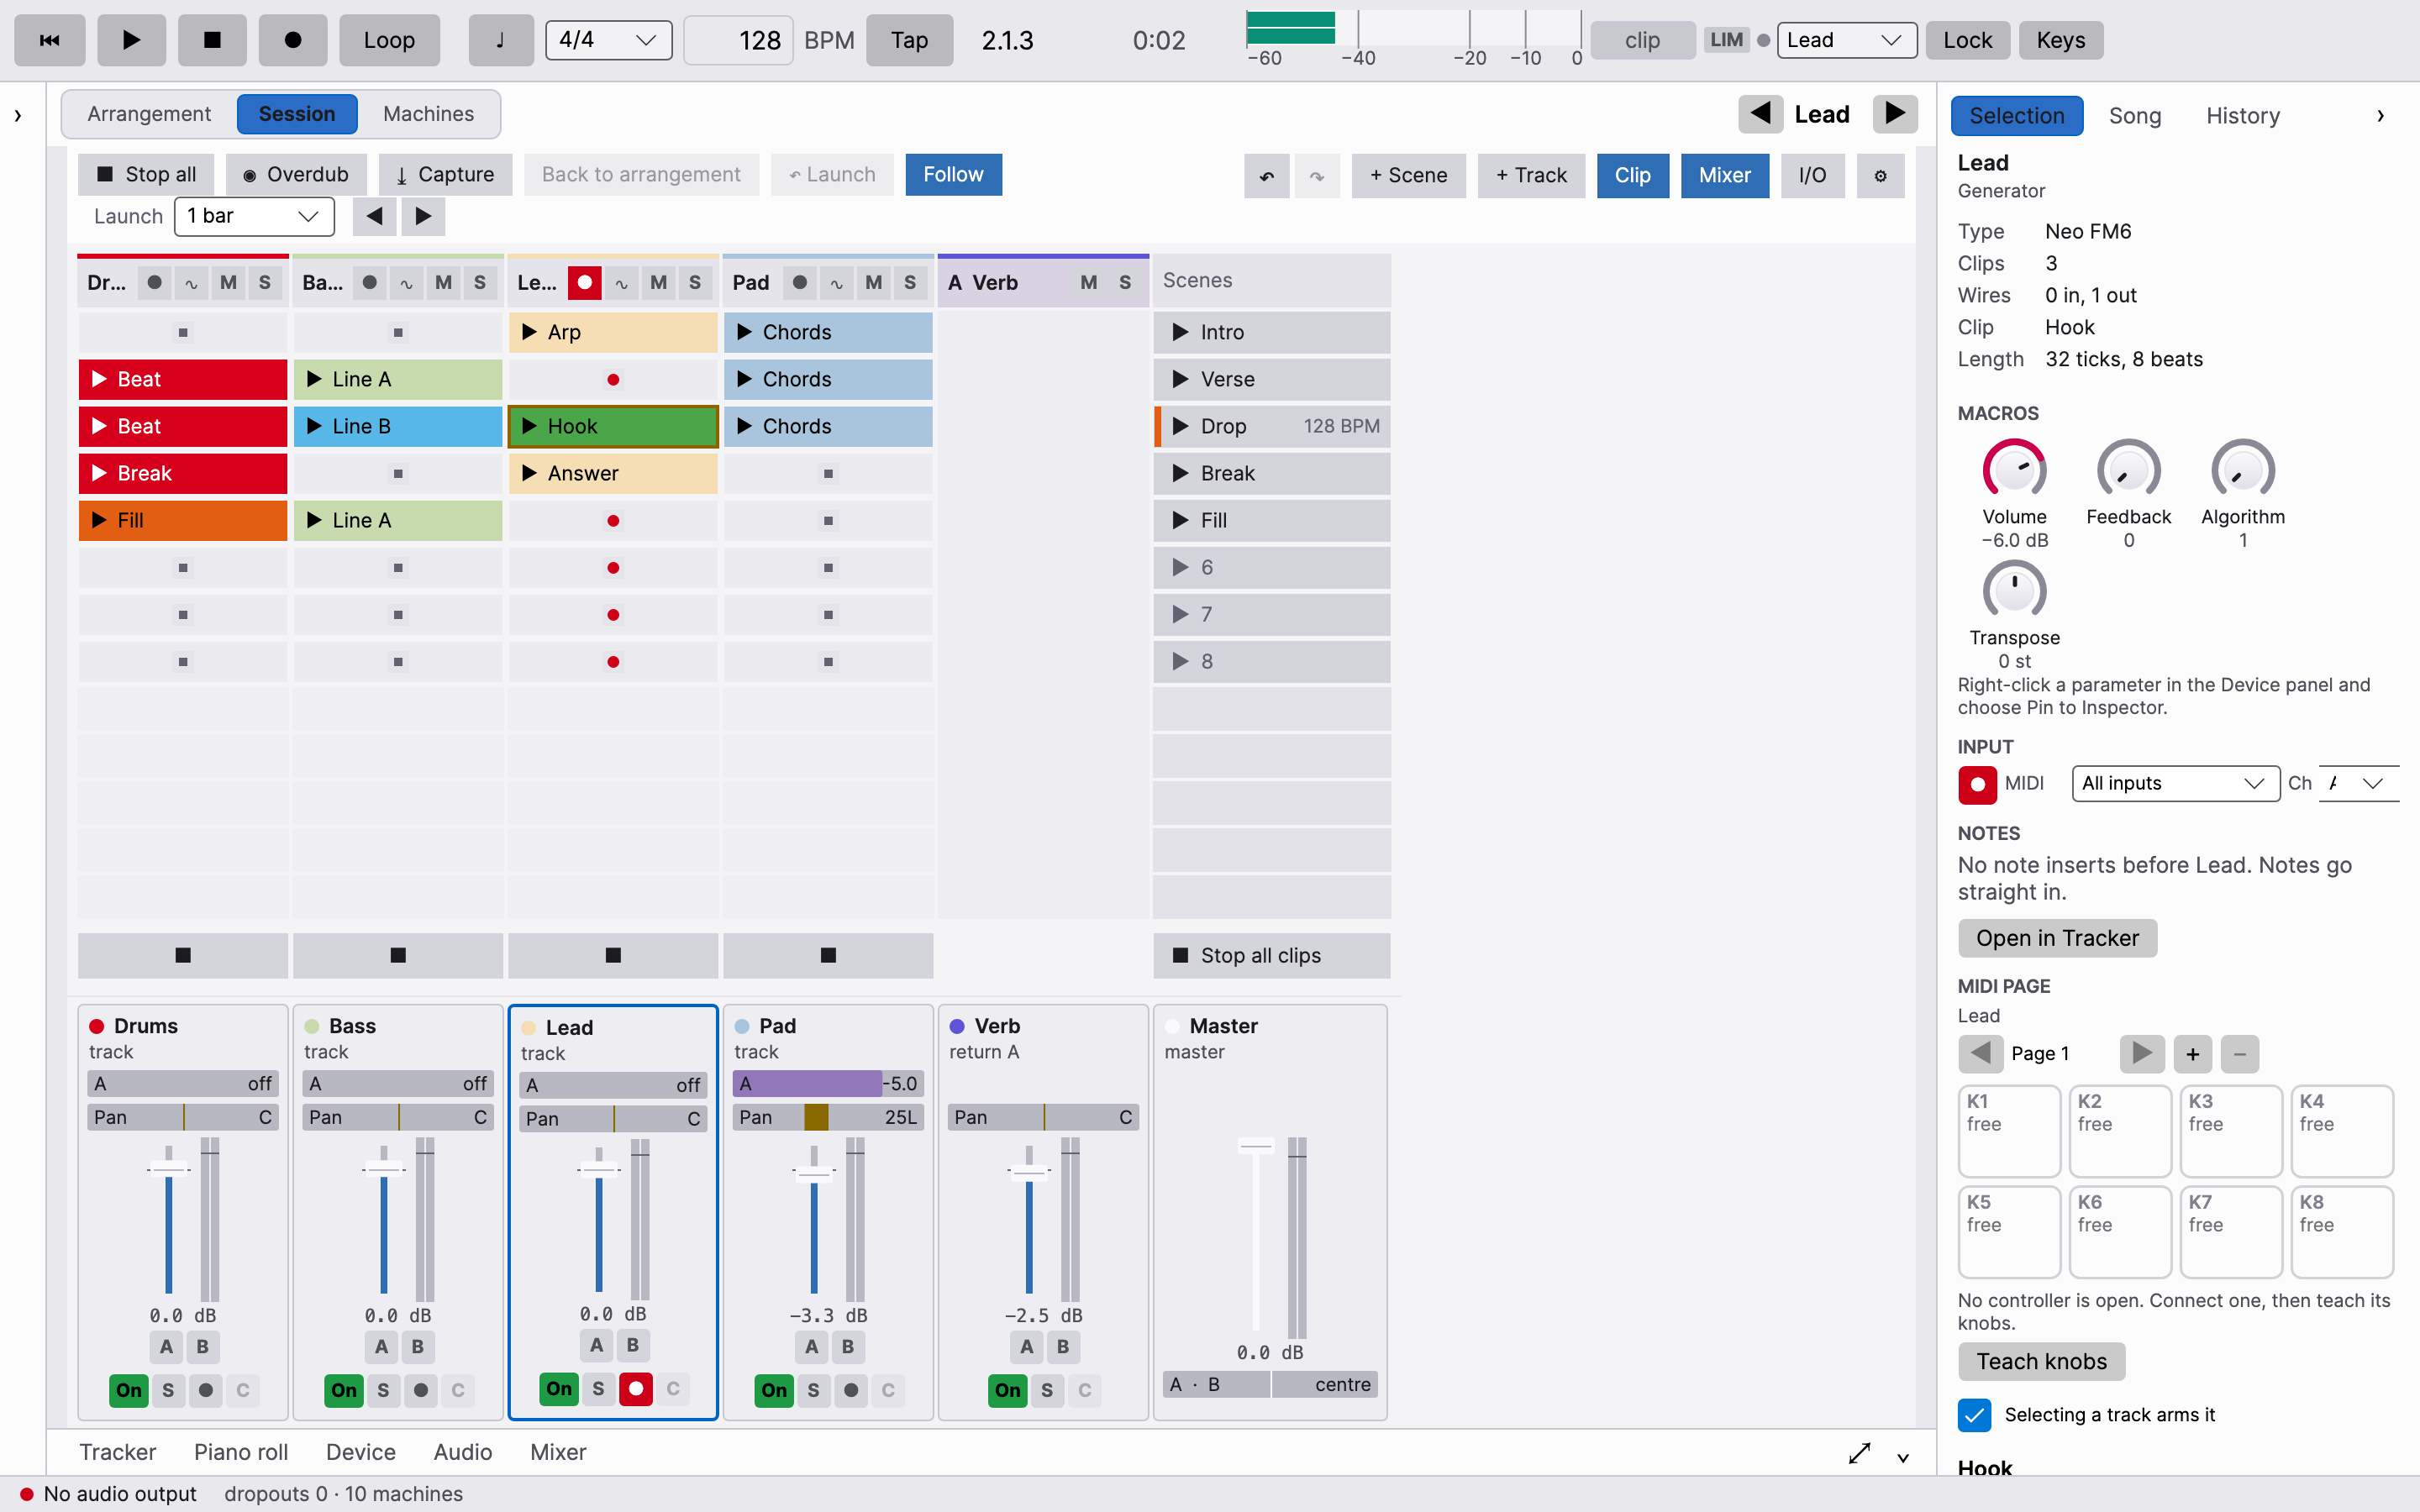 Loop
4/4
128
BPM
Tap
2.1.3
0:02
−60
−40
−20
−10
0
clip
LIM
Lead
Lock
Keys
Arrangement
Session
Machines
Lead
Selection
Song
History
Stop all
Overdub
Capture
Back to arrangement
Launch
Follow
+ Scene
+ Track
Clip
Mixer
I/O
Launch
1 bar
Dr...
M
S
Ba...
M
S
Le...
M
S
Pad
M
S
A Verb
M
S
Scenes
Arp
Chords
Intro
Beat
Line A
Chords
Verse
Beat
Line B
Hook
Chords
Drop
128 BPM
Break
Answer
Break
Fill
Line A
Fill
6
7
8
Stop all clips
Drums
track
A
off
Pan
C
0.0 dB
A
B
On
S
C
Bass
track
A
off
Pan
C
0.0 dB
A
B
On
S
C
Lead
track
A
off
Pan
C
0.0 dB
A
B
On
S
C
Pad
track
A
-5.0
Pan
25L
−3.3 dB
A
B
On
S
C
Verb
return A
Pan
C
−2.5 dB
A
B
On
S
C
Master
master
0.0 dB
A · B
centre
Lead
Generator
Type
Neo FM6
Clips
3
Wires
0 in, 1 out
Clip
Hook
Length
32 ticks, 8 beats
MACROS
Volume
−6.0 dB
Feedback
0
Algorithm
1
Transpose
0 st
Right-click a parameter in the Device panel and
choose Pin to Inspector.
INPUT
MIDI
All inputs
Ch
NOTES
No note inserts before Lead. Notes go
straight in.
Open in Tracker
MIDI PAGE
Lead
Page 1
+
−
K1
free
K2
free
K3
free
K4
free
K5
free
K6
free
K7
free
K8
free
No controller is open. Connect one, then teach its
knobs.
Teach knobs
Selecting a track arms it
Hook
Tracker
Piano roll
Device
Audio
Mixer
No audio output
dropouts 0 · 10 machines